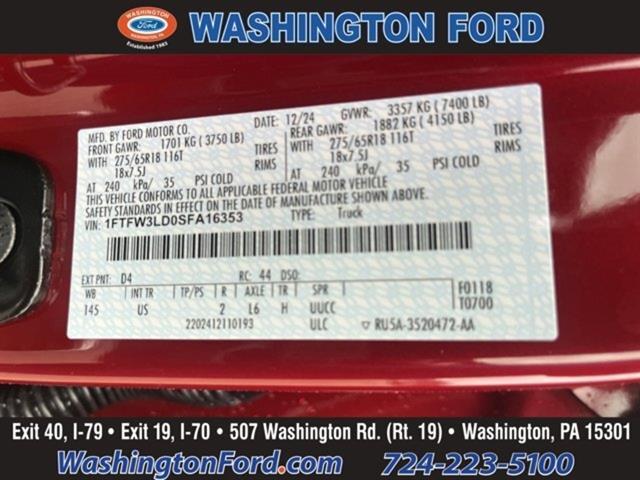 WASHINGTON FORD
Ford
WASHINGTON, PA
Established 1983
MFD. BY FORD MOTOR CO.
DATE: 12/24
GVWR: 3357 KG ( 7400 LB)
FRONT GAWR: 1701 KG ( 3750 LB)
REAR GAWR: 1882 KG ( 4150 LB)
WITH 275/65R18 116T TIRES
WITH 275/65R18 116T TIRES
18x7.5J RIMS
18x7.5J RIMS
AT 240 kPa/ 35 PSI COLD
AT 240 kPa/ 35 PSI COLD
THIS VEHICLE CONFORMS TO ALL APPLICABLE FEDERAL MOTOR VEHICLE
SAFETY STANDARDS IN EFFECT ON THE DATE OF MANUFACTURE SHOWN ABOVE.
VIN: 1FTFW3LD0SFA16353
TYPE: Truck
EXT PNT: D4
RC: 44 DSO:
WB INT TR TP/PS R AXLE TR SPR
F0118
145 US 2 L6 H UUCC
T0700
2202412110193
ULC
▽ RU5A-3520472-AA
Exit 40, I-79 • Exit 19, I-70 • 507 Washington Rd. (Rt. 19) • Washington, PA 15301
WashingtonFord.com 724-223-5100